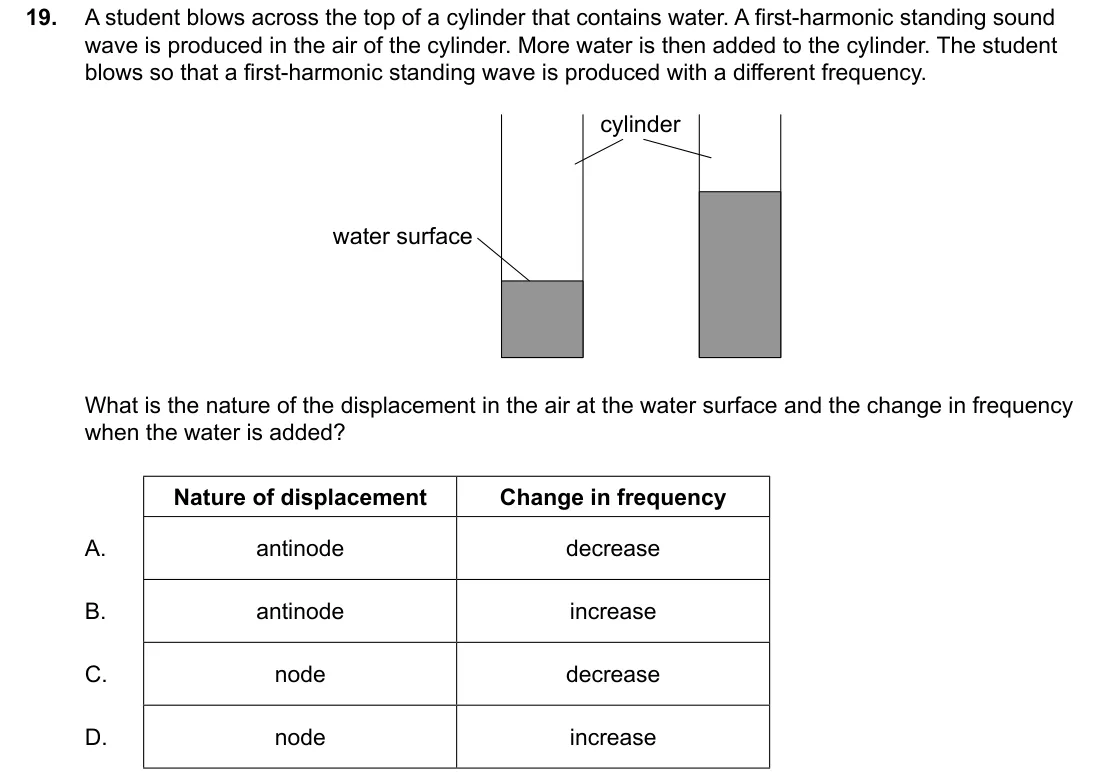 19. A student blows across the top of a cylinder that contains water. A first-harmonic standing sound
wave is produced in the air of the cylinder. More water is then added to the cylinder. The student
blows so that a first-harmonic standing wave is produced with a different frequency.
cylinder
water surface
What is the nature of the displacement in the air at the water surface and the change in frequency
when the water is added?
Nature of displacement Change in frequency
A. antinode decrease
B. antinode increase
C. node decrease
D. node increase